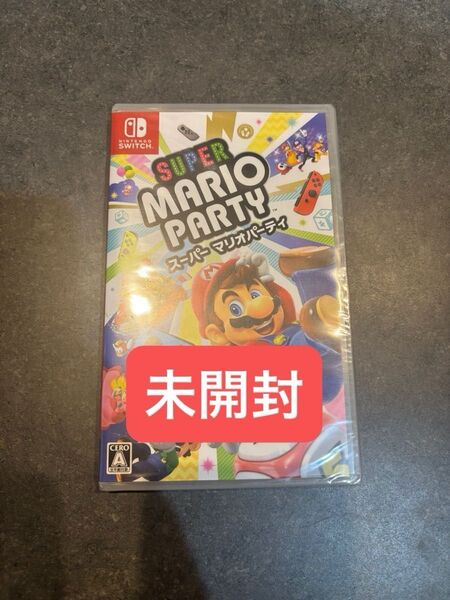 NINTENDO
SWITCH
SUPER
MARIO
PARTY
スーパー マリオパーティ
未開封
CERO
A